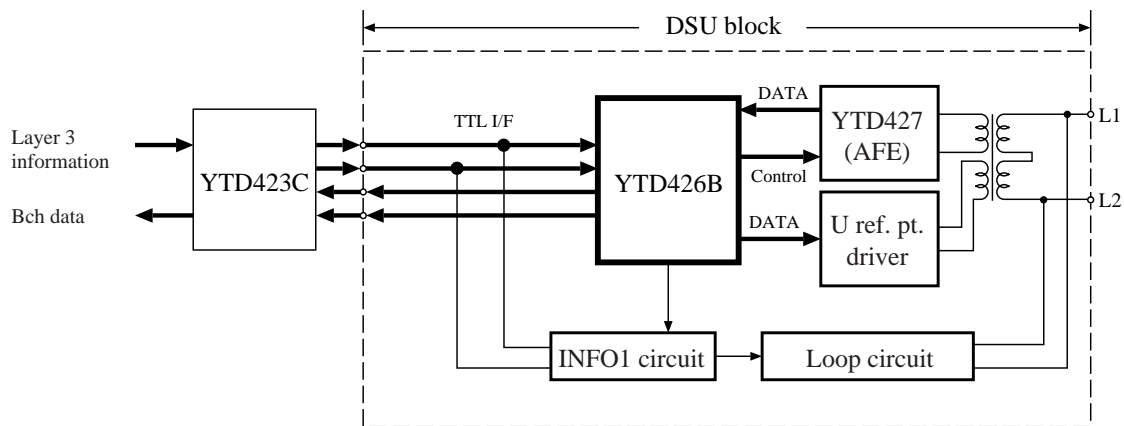 DSU block
Layer 3
information
Bch data
YTD423C
TTL I/F
YTD426B
DATA
Control
DATA
YTD427
(AFE)
U ref. pt.
driver
L1
L2
INFO1 circuit
Loop circuit